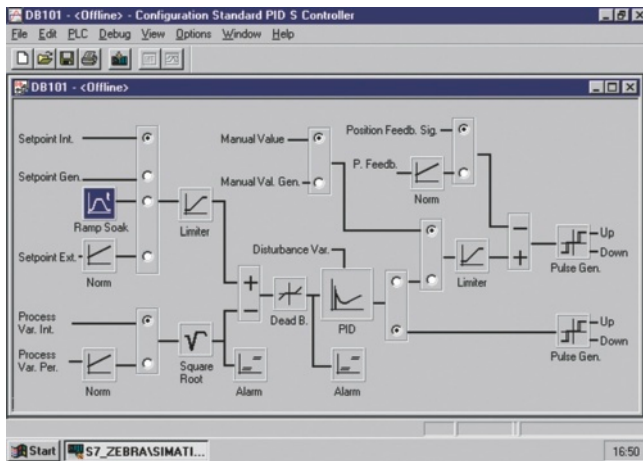 DB101 - <Offline> - Configuration Standard PID S Controller
File Edit PLC Debug View Options Window Help
DB101 - <Offline>
Setpoint Int.
Manual Value
Position Feedb. Sig.
P. Feedb.
Setpoint Gen.
Manual Val. Gen.
Norm
Ramp Soak
Limiter
Up
Down
Setpoint Ext.
Disturbance Var.
Limiter
Pulse Gen.
Norm
Process
Var. Int.
Dead B.
PID
Up
Down
Process
Var. Per.
Square
Root
Pulse Gen.
Norm
Alarm
Alarm
Start
S7_ZEBRA\SIMATI...
16:50